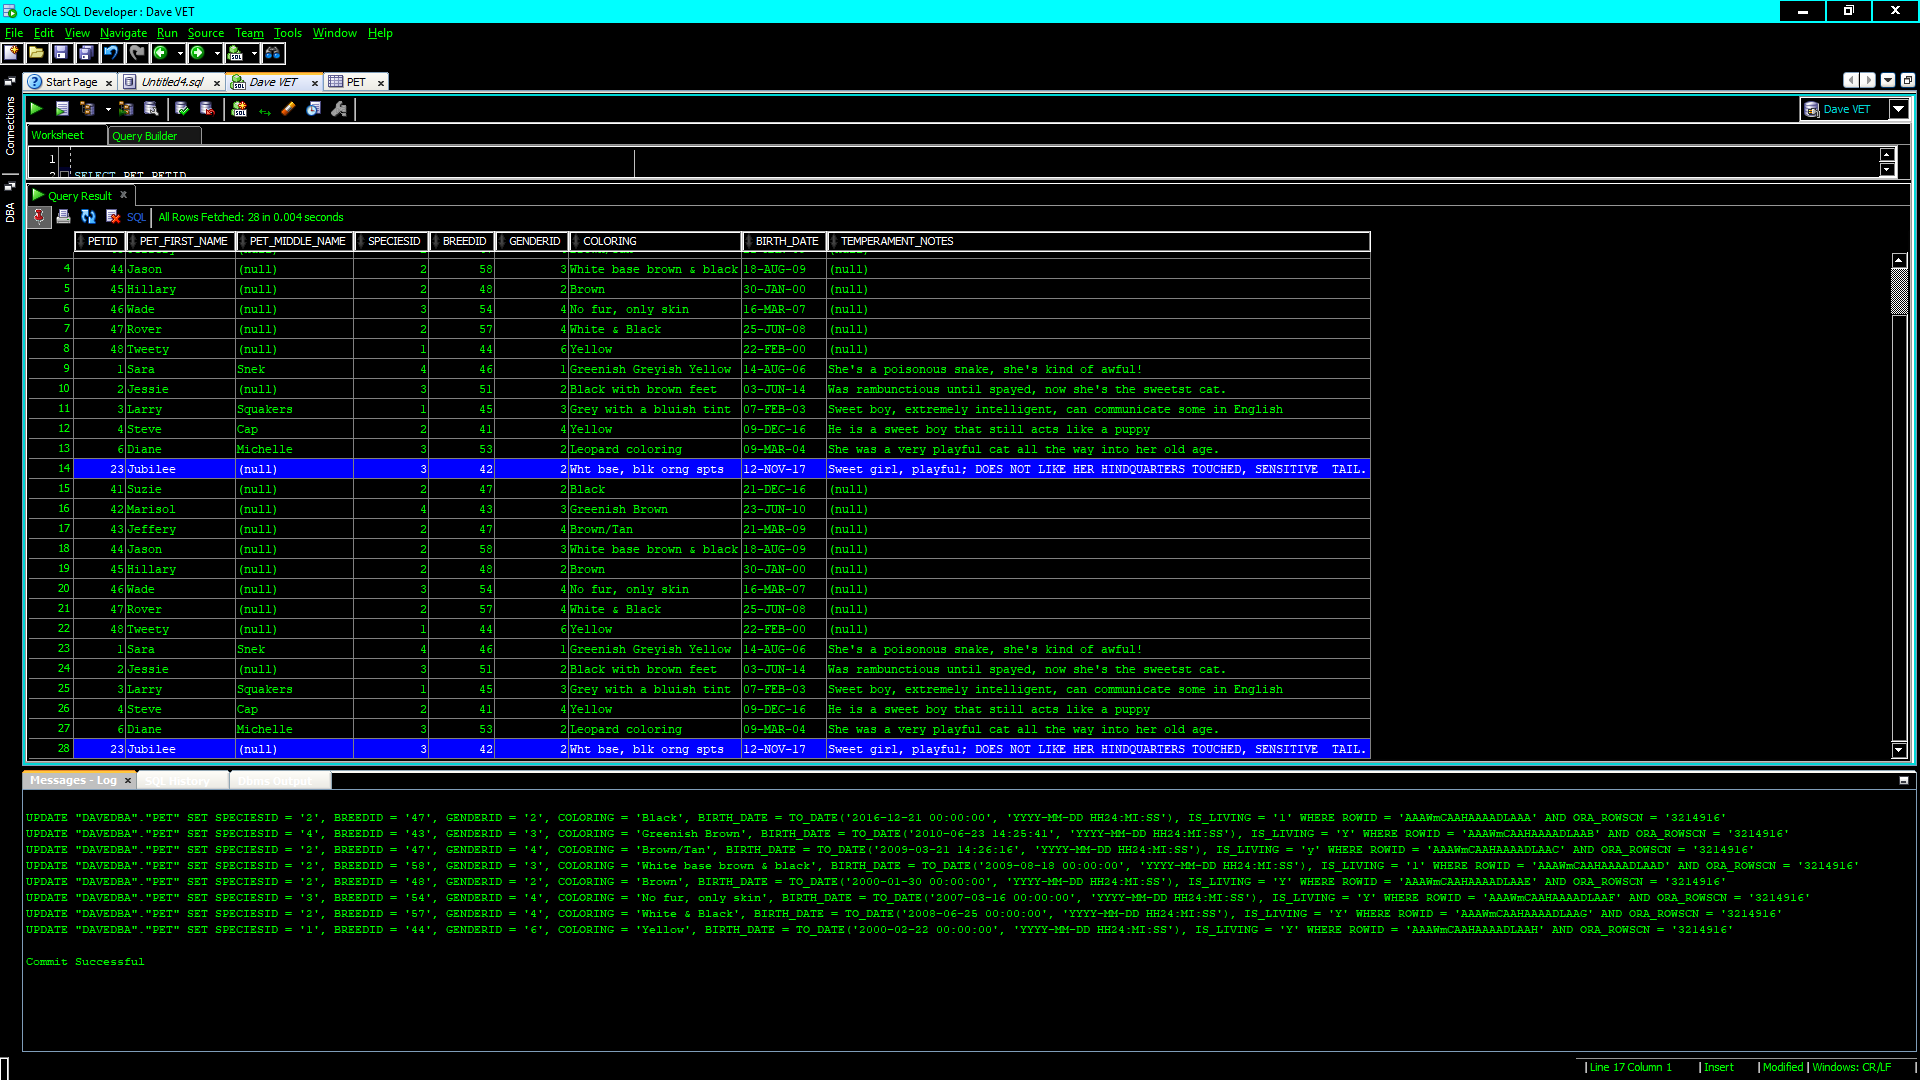 Oracle SQL Developer : Dave VET
File Edit View Navigate Run Source Team Tools Window Help
Start Page Untitled4.sql Dave VET PET
Connections
DBA
Dave VET
Worksheet Query Builder
1
SELECT PET.PETID
Query Result
SQL All Rows Fetched: 28 in 0.004 seconds
PETID PET_FIRST_NAME PET_MIDDLE_NAME SPECIESID BREEDID GENDERID COLORING BIRTH_DATE TEMPERAMENT_NOTES
4 44 Jason (null) 2 58 3 White base brown & black 18-AUG-09 (null)
5 45 Hillary (null) 2 48 2 Brown 30-JAN-00 (null)
6 46 Wade (null) 3 54 4 No fur, only skin 16-MAR-07 (null)
7 47 Rover (null) 2 57 4 White & Black 25-JUN-08 (null)
8 48 Tweety (null) 1 44 6 Yellow 22-FEB-00 (null)
9 1 Sara Snek 4 46 1 Greenish Greyish Yellow 14-AUG-06 She's a poisonous snake, she's kind of awful!
10 2 Jessie (null) 3 51 2 Black with brown feet 03-JUN-14 Was rambunctious until spayed, now she's the sweetst cat.
11 3 Larry Squakers 1 45 3 Grey with a bluish tint 07-FEB-03 Sweet boy, extremely intelligent, can communicate some in English
12 4 Steve Cap 2 41 4 Yellow 09-DEC-16 He is a sweet boy that still acts like a puppy
13 6 Diane Michelle 3 53 2 Leopard coloring 09-MAR-04 She was a very playful cat all the way into her old age.
14 23 Jubilee (null) 3 42 2 Wht bse, blk orng spts 12-NOV-17 Sweet girl, playful; DOES NOT LIKE HER HINDQUARTERS TOUCHED, SENSITIVE TAIL.
15 41 Suzie (null) 2 47 2 Black 21-DEC-16 (null)
16 42 Marisol (null) 4 43 3 Greenish Brown 23-JUN-10 (null)
17 43 Jeffery (null) 2 47 4 Brown/Tan 21-MAR-09 (null)
18 44 Jason (null) 2 58 3 White base brown & black 18-AUG-09 (null)
19 45 Hillary (null) 2 48 2 Brown 30-JAN-00 (null)
20 46 Wade (null) 3 54 4 No fur, only skin 16-MAR-07 (null)
21 47 Rover (null) 2 57 4 White & Black 25-JUN-08 (null)
22 48 Tweety (null) 1 44 6 Yellow 22-FEB-00 (null)
23 1 Sara Snek 4 46 1 Greenish Greyish Yellow 14-AUG-06 She's a poisonous snake, she's kind of awful!
24 2 Jessie (null) 3 51 2 Black with brown feet 03-JUN-14 Was rambunctious until spayed, now she's the sweetst cat.
25 3 Larry Squakers 1 45 3 Grey with a bluish tint 07-FEB-03 Sweet boy, extremely intelligent, can communicate some in English
26 4 Steve Cap 2 41 4 Yellow 09-DEC-16 He is a sweet boy that still acts like a puppy
27 6 Diane Michelle 3 53 2 Leopard coloring 09-MAR-04 She was a very playful cat all the way into her old age.
28 23 Jubilee (null) 3 42 2 Wht bse, blk orng spts 12-NOV-17 Sweet girl, playful; DOES NOT LIKE HER HINDQUARTERS TOUCHED, SENSITIVE TAIL.
Messages - Log SQL History Dbms Output
UPDATE "DAVEDBA"."PET" SET SPECIESID = '2', BREEDID = '47', GENDERID = '2', COLORING = 'Black', BIRTH_DATE = TO_DATE('2016-12-21 00:00:00', 'YYYY-MM-DD HH24:MI:SS'), IS_LIVING = 'l' WHERE ROWID = 'AAAWmCAAHAAAADLAAA' AND ORA_ROWSCN = '3214916'
UPDATE "DAVEDBA"."PET" SET SPECIESID = '4', BREEDID = '43', GENDERID = '3', COLORING = 'Greenish Brown', BIRTH_DATE = TO_DATE('2010-06-23 14:25:41', 'YYYY-MM-DD HH24:MI:SS'), IS_LIVING = 'Y' WHERE ROWID = 'AAAWmCAAHAAAADLAAB' AND ORA_ROWSCN = '3214916'
UPDATE "DAVEDBA"."PET" SET SPECIESID = '2', BREEDID = '47', GENDERID = '4', COLORING = 'Brown/Tan', BIRTH_DATE = TO_DATE('2009-03-21 14:26:16', 'YYYY-MM-DD HH24:MI:SS'), IS_LIVING = 'y' WHERE ROWID = 'AAAWmCAAHAAAADLAAC' AND ORA_ROWSCN = '3214916'
UPDATE "DAVEDBA"."PET" SET SPECIESID = '2', BREEDID = '58', GENDERID = '3', COLORING = 'White base brown & black', BIRTH_DATE = TO_DATE('2009-08-18 00:00:00', 'YYYY-MM-DD HH24:MI:SS'), IS_LIVING = 'l' WHERE ROWID = 'AAAWmCAAHAAAADLAAD' AND ORA_ROWSCN = '3214916'
UPDATE "DAVEDBA"."PET" SET SPECIESID = '2', BREEDID = '48', GENDERID = '2', COLORING = 'Brown', BIRTH_DATE = TO_DATE('2000-01-30 00:00:00', 'YYYY-MM-DD HH24:MI:SS'), IS_LIVING = 'Y' WHERE ROWID = 'AAAWmCAAHAAAADLAAE' AND ORA_ROWSCN = '3214916'
UPDATE "DAVEDBA"."PET" SET SPECIESID = '3', BREEDID = '54', GENDERID = '4', COLORING = 'No fur, only skin', BIRTH_DATE = TO_DATE('2007-03-16 00:00:00', 'YYYY-MM-DD HH24:MI:SS'), IS_LIVING = 'Y' WHERE ROWID = 'AAAWmCAAHAAAADLAAF' AND ORA_ROWSCN = '3214916'
UPDATE "DAVEDBA"."PET" SET SPECIESID = '2', BREEDID = '57', GENDERID = '4', COLORING = 'White & Black', BIRTH_DATE = TO_DATE('2008-06-25 00:00:00', 'YYYY-MM-DD HH24:MI:SS'), IS_LIVING = 'Y' WHERE ROWID = 'AAAWmCAAHAAAADLAAG' AND ORA_ROWSCN = '3214916'
UPDATE "DAVEDBA"."PET" SET SPECIESID = '1', BREEDID = '44', GENDERID = '6', COLORING = 'Yellow', BIRTH_DATE = TO_DATE('2000-02-22 00:00:00', 'YYYY-MM-DD HH24:MI:SS'), IS_LIVING = 'Y' WHERE ROWID = 'AAAWmCAAHAAAADLAAH' AND ORA_ROWSCN = '3214916'
Commit Successful
Line 17 Column 1 Insert Modified Windows: CR/LF